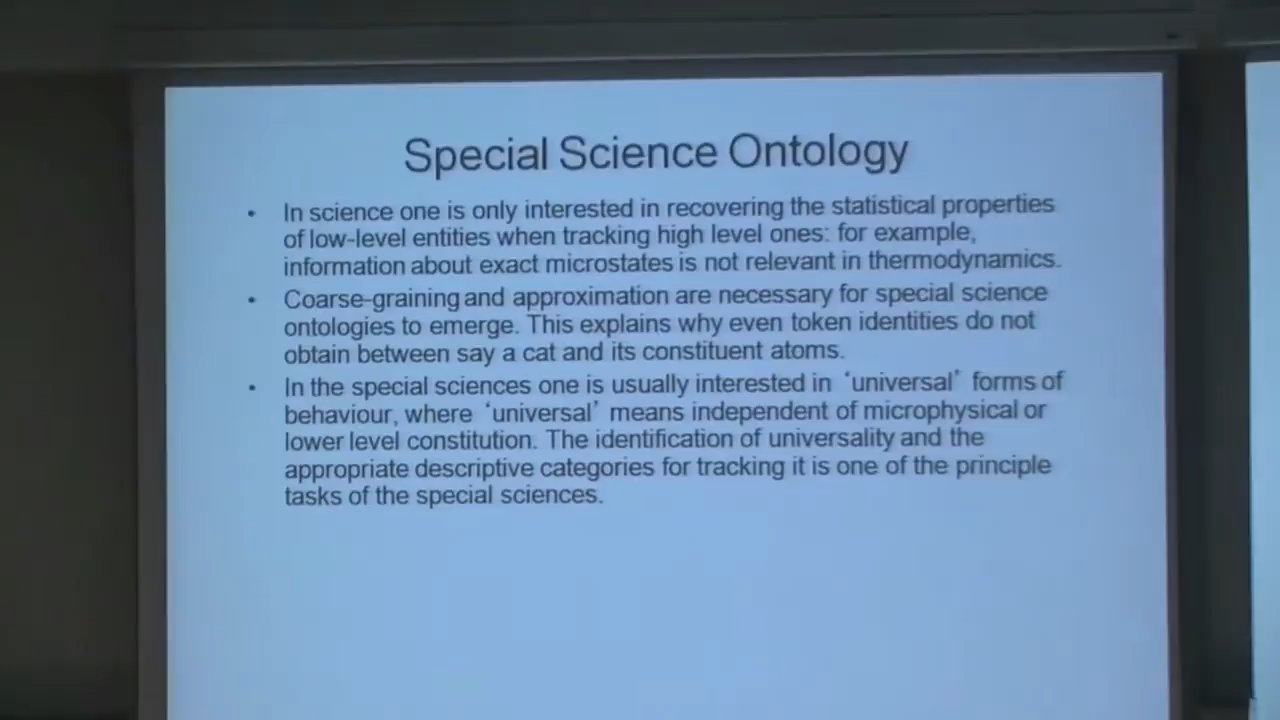 Special Science Ontology
• In science one is only interested in recovering the statistical properties
of low-level entities when tracking high level ones: for example,
information about exact microstates is not relevant in thermodynamics.
• Coarse-graining and approximation are necessary for special science
ontologies to emerge. This explains why even token identities do not
obtain between say a cat and its constituent atoms.
• In the special sciences one is usually interested in ‘universal’ forms of
behaviour, where ‘universal’ means independent of microphysical or
lower level constitution. The identification of universality and the
appropriate descriptive categories for tracking it is one of the principle
tasks of the special sciences.